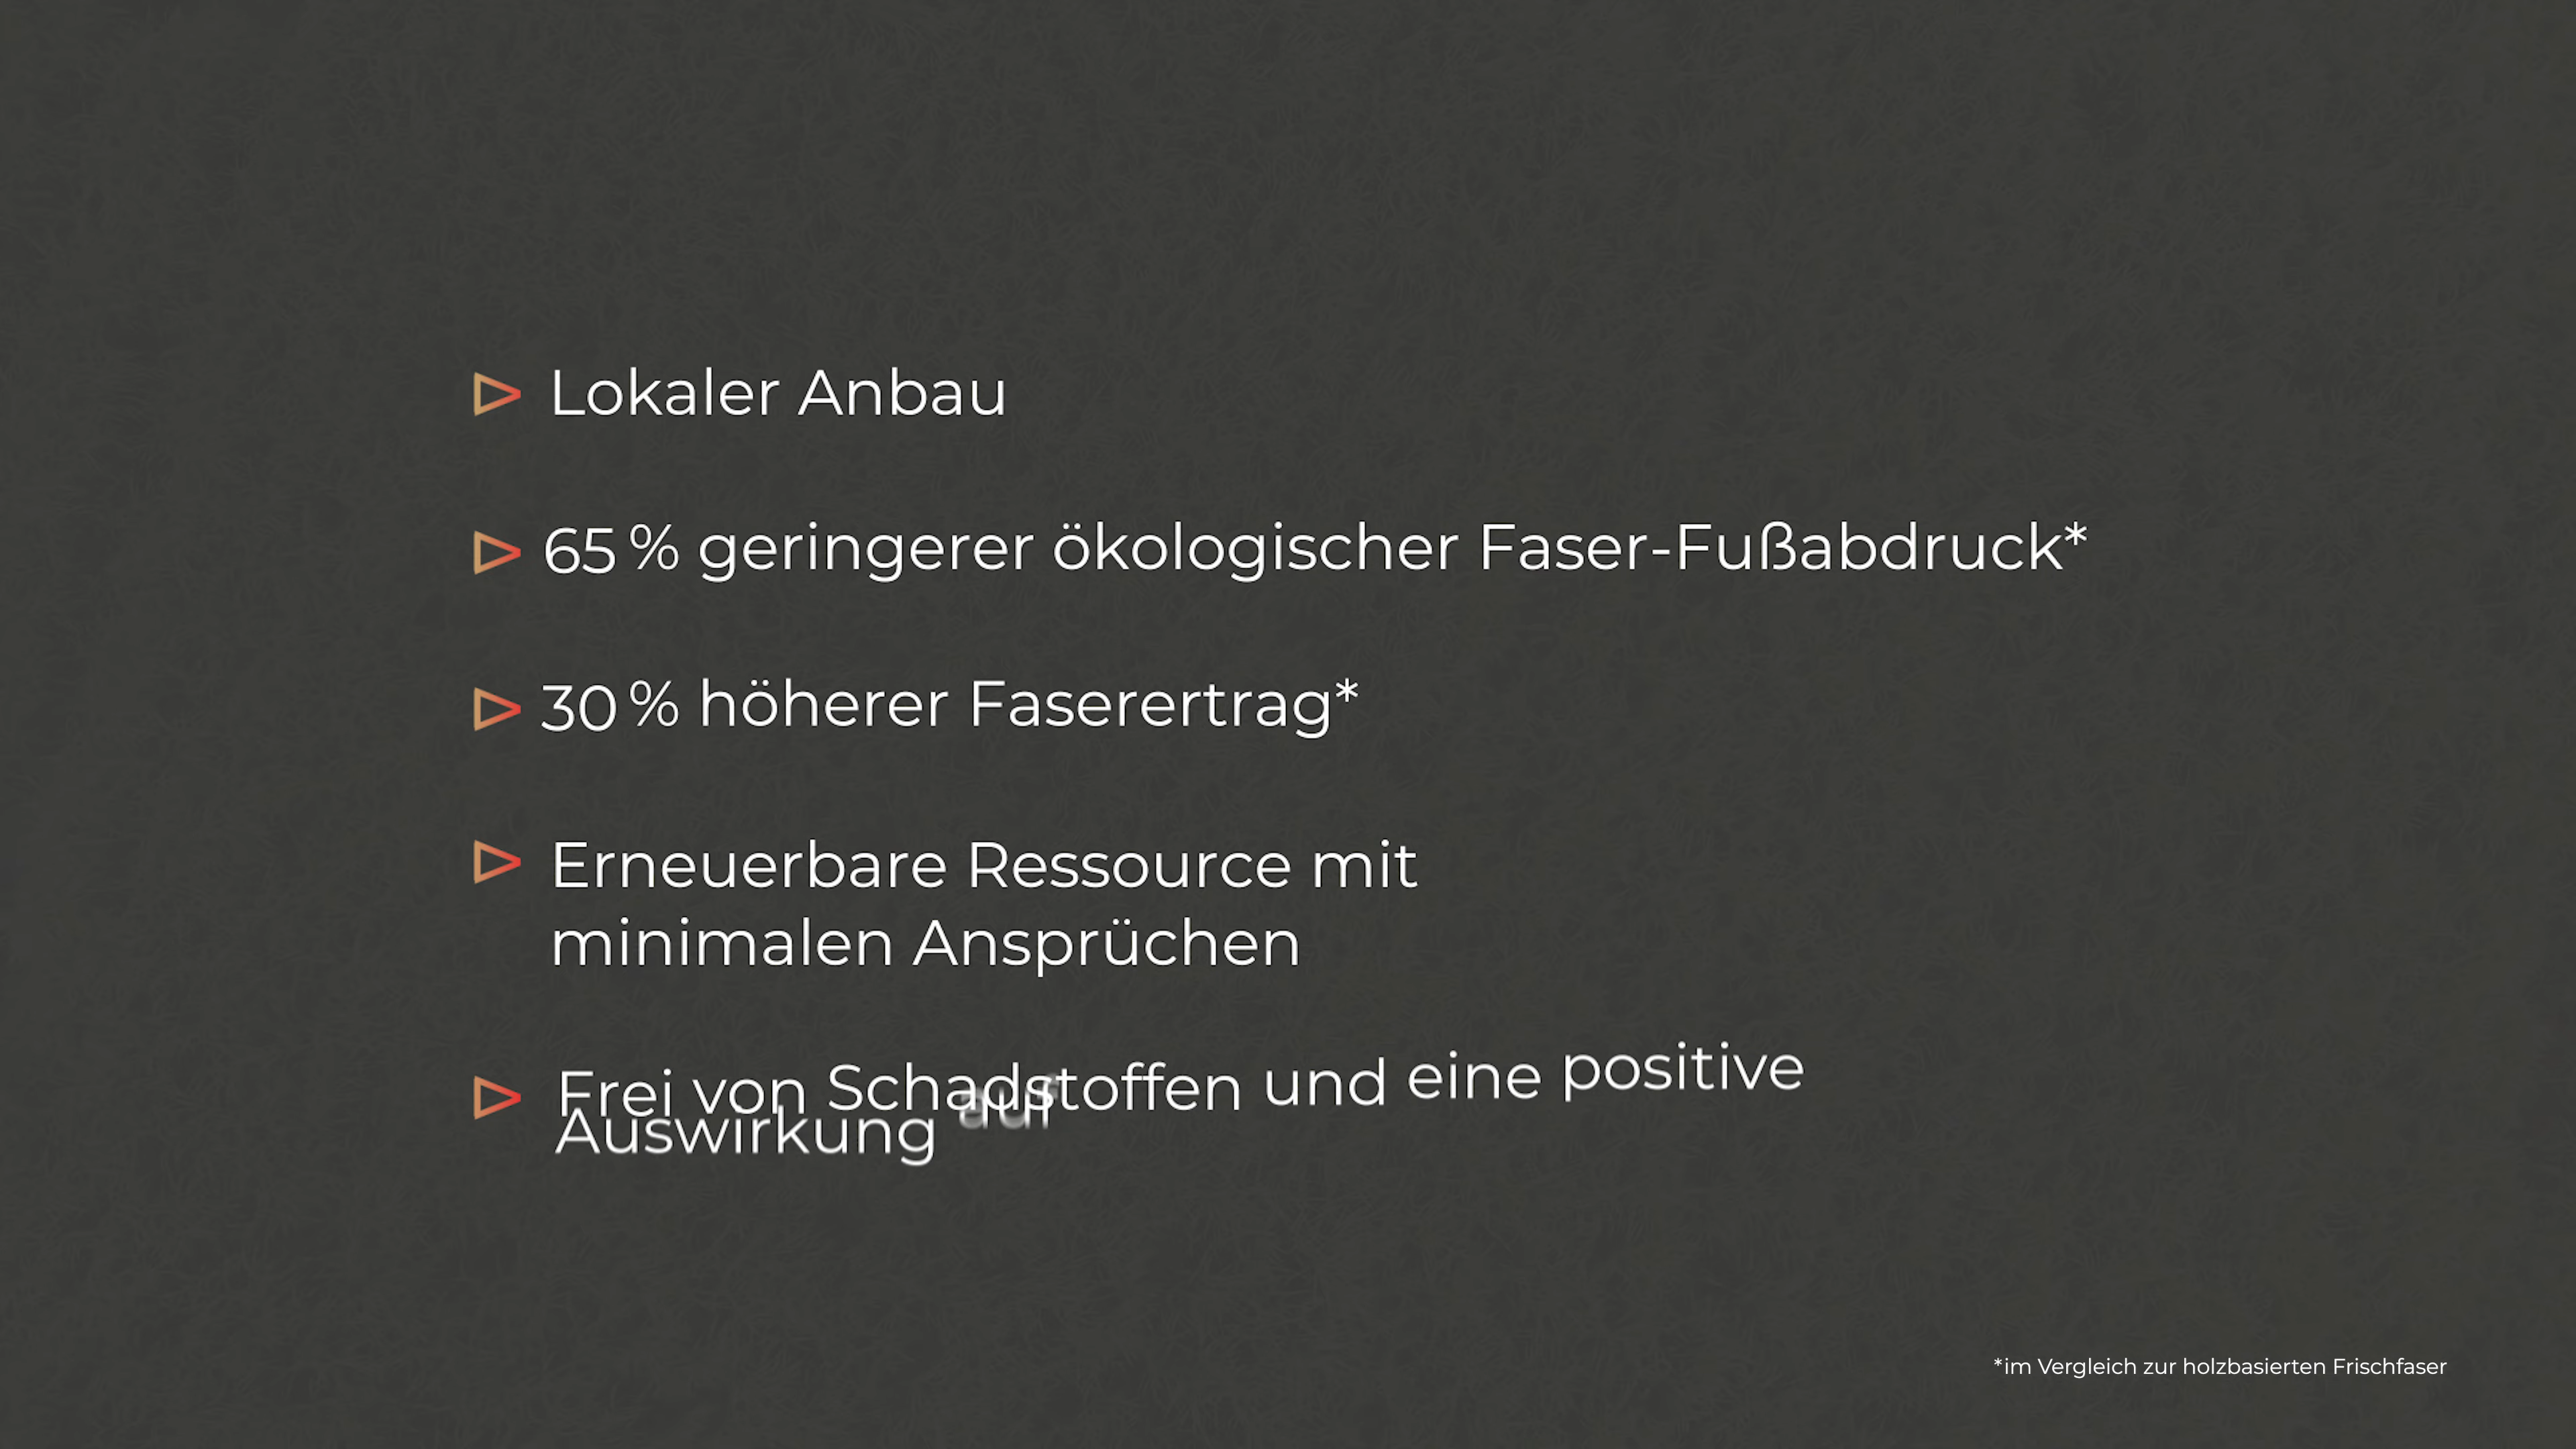 Lokaler Anbau
65 % geringerer ökologischer Faser-Fußabdruck*
30 % höherer Faserertrag*
Erneuerbare Ressource mit
minimalen Ansprüchen
Frei von Schadstoffen und eine positive
Auswirkung auf
*im Vergleich zur holzbasierten Frischfaser